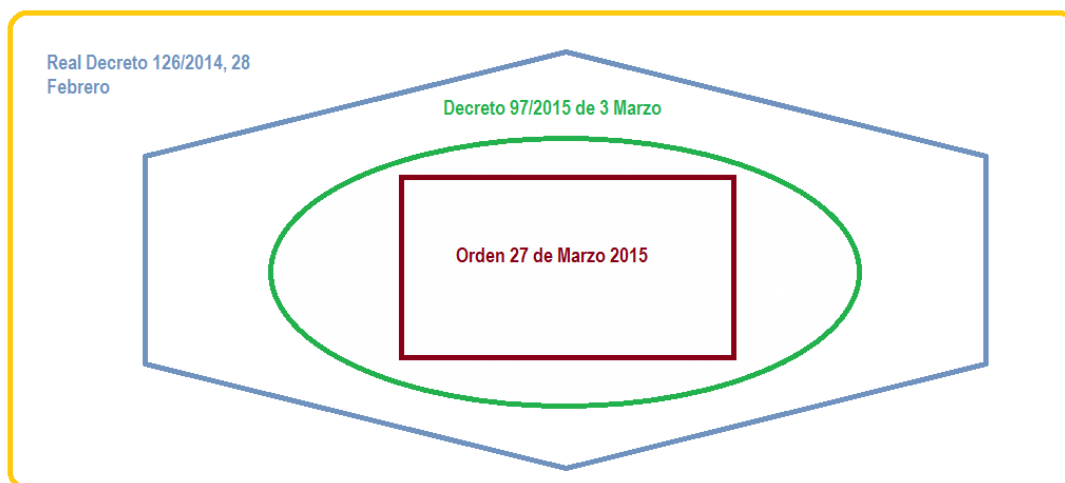 Real Decreto 126/2014, 28
Febrero
Decreto 97/2015 de 3 Marzo
Orden 27 de Marzo 2015